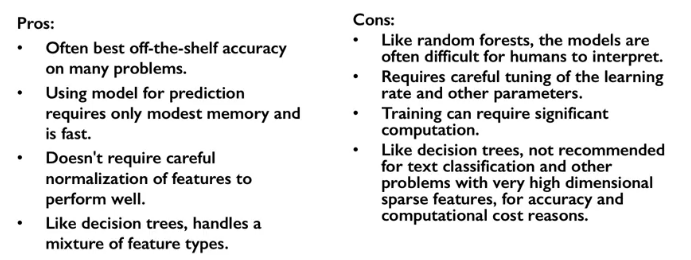 Pros:
• Often best off-the-shelf accuracy
on many problems.
• Using model for prediction
requires only modest memory and
is fast.
• Doesn't require careful
normalization of features to
perform well.
• Like decision trees, handles a
mixture of feature types.
Cons:
• Like random forests, the models are
often difficult for humans to interpret.
• Requires careful tuning of the learning
rate and other parameters.
• Training can require significant
computation.
• Like decision trees, not recommended
for text classification and other
problems with very high dimensional
sparse features, for accuracy and
computational cost reasons.